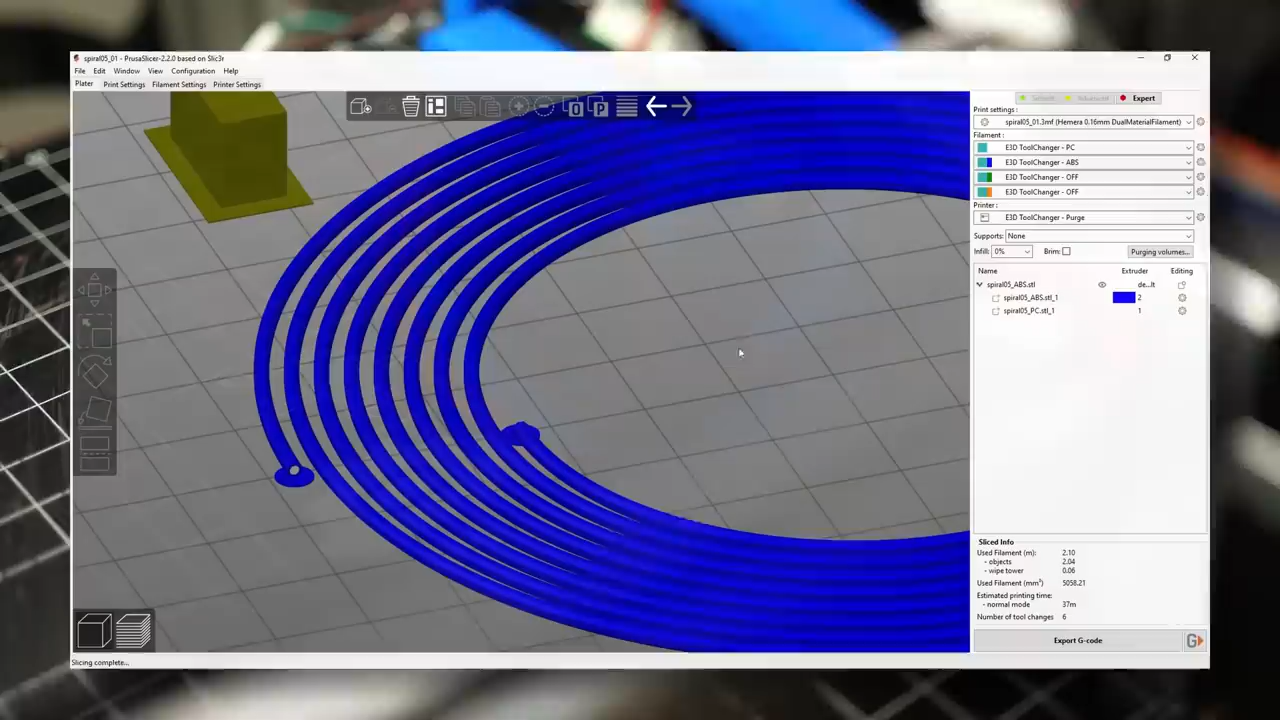 spiral05_01 - PrusaSlicer-2.2.0 based on Slic3r
File Edit Window View Configuration Help
Plater Print Settings Filament Settings Printer Settings
Simple Advanced Expert
Print settings :
spiral05_01.3mf (Hemera 0.16mm DualMaterialFilament)
Filament :
E3D ToolChanger - PC
E3D ToolChanger - ABS
E3D ToolChanger - OFF
E3D ToolChanger - OFF
Printer :
E3D ToolChanger - Purge
Supports: None
Infill: 0% Brim: Purging volumes...
Name Extruder Editing
spiral05_ABS.stl de...lt
spiral05_ABS.stl_1 2
spiral05_PC.stl_1 1
Sliced Info
Used Filament (m): 2.10
- objects 2.04
- wipe tower 0.06
Used Filament (mm³) 5058.21
Estimated printing time:
- normal mode 37m
Number of tool changes 6
Export G-code
Slicing complete...